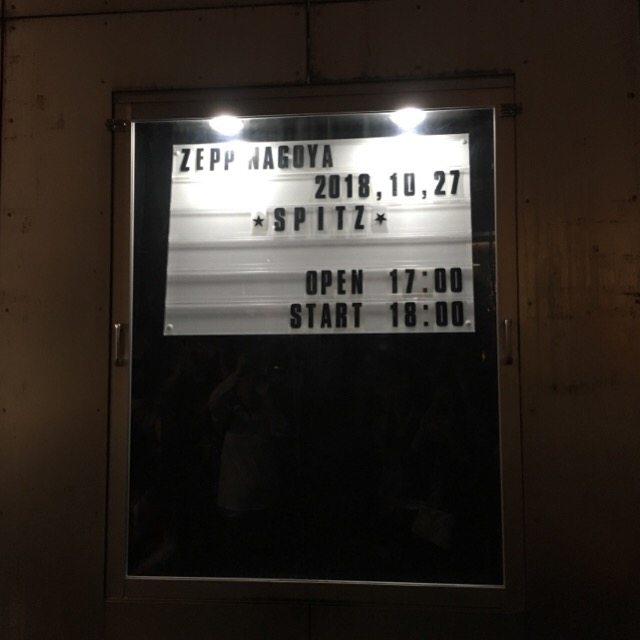 ZEPP NAGOYA
2018,10,27
★SPITZ★
OPEN 17:00
START 18:00